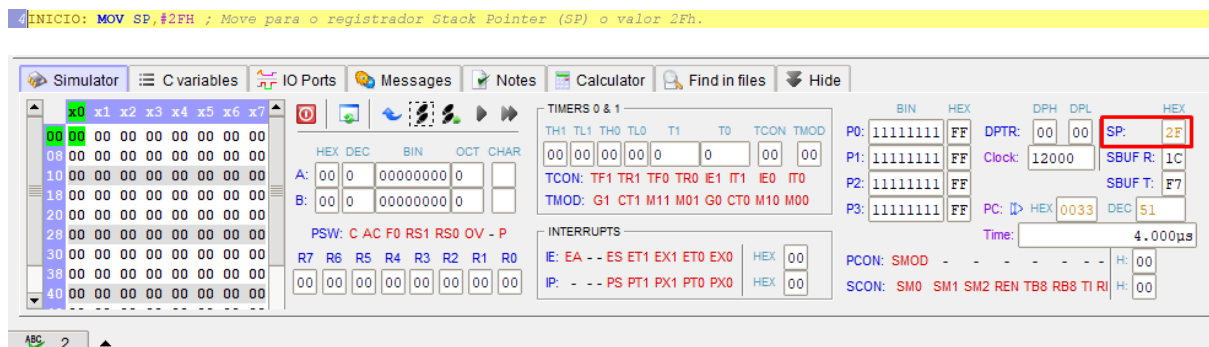 4 INICIO: MOV SP,#2FH ; Move para o registrador Stack Pointer (SP) o valor 2Fh.
Simulator C variables IO Ports Messages Notes Calculator Find in files Hide
x0 x1 x2 x3 x4 x5 x6 x7
00 00 00 00 00 00 00 00 00
08 00 00 00 00 00 00 00 00
10 00 00 00 00 00 00 00 00
18 00 00 00 00 00 00 00 00
20 00 00 00 00 00 00 00 00
28 00 00 00 00 00 00 00 00
30 00 00 00 00 00 00 00 00
38 00 00 00 00 00 00 00 00
40 00 00 00 00 00 00 00 00
HEX DEC BIN OCT CHAR
A: 00 0 00000000 0
B: 00 0 00000000 0
PSW: C AC F0 RS1 RS0 OV - P
R7 R6 R5 R4 R3 R2 R1 R0
00 00 00 00 00 00 00 00
TIMERS 0 & 1
TH1 TL1 TH0 TL0 T1 T0 TCON TMOD
00 00 00 00 0 0 00 00
TCON: TF1 TR1 TF0 TR0 IE1 IT1 IE0 IT0
TMOD: G1 CT1 M11 M01 G0 CT0 M10 M00
INTERRUPTS
IE: EA - - ES ET1 EX1 ET0 EX0 HEX 00
IP: - - - PS PT1 PX1 PT0 PX0 HEX 00
BIN HEX DPH DPL HEX
P0: 11111111 FF DPTR: 00 00 SP: 2F
P1: 11111111 FF Clock: 12000 SBUF R: 1C
P2: 11111111 FF SBUF T: F7
P3: 11111111 FF PC: HEX 0033 DEC 51
Time: 4.000µs
PCON: SMOD - - - - - - - H: 00
SCON: SM0 SM1 SM2 REN TB8 RB8 TI RI H: 00
ABC 2